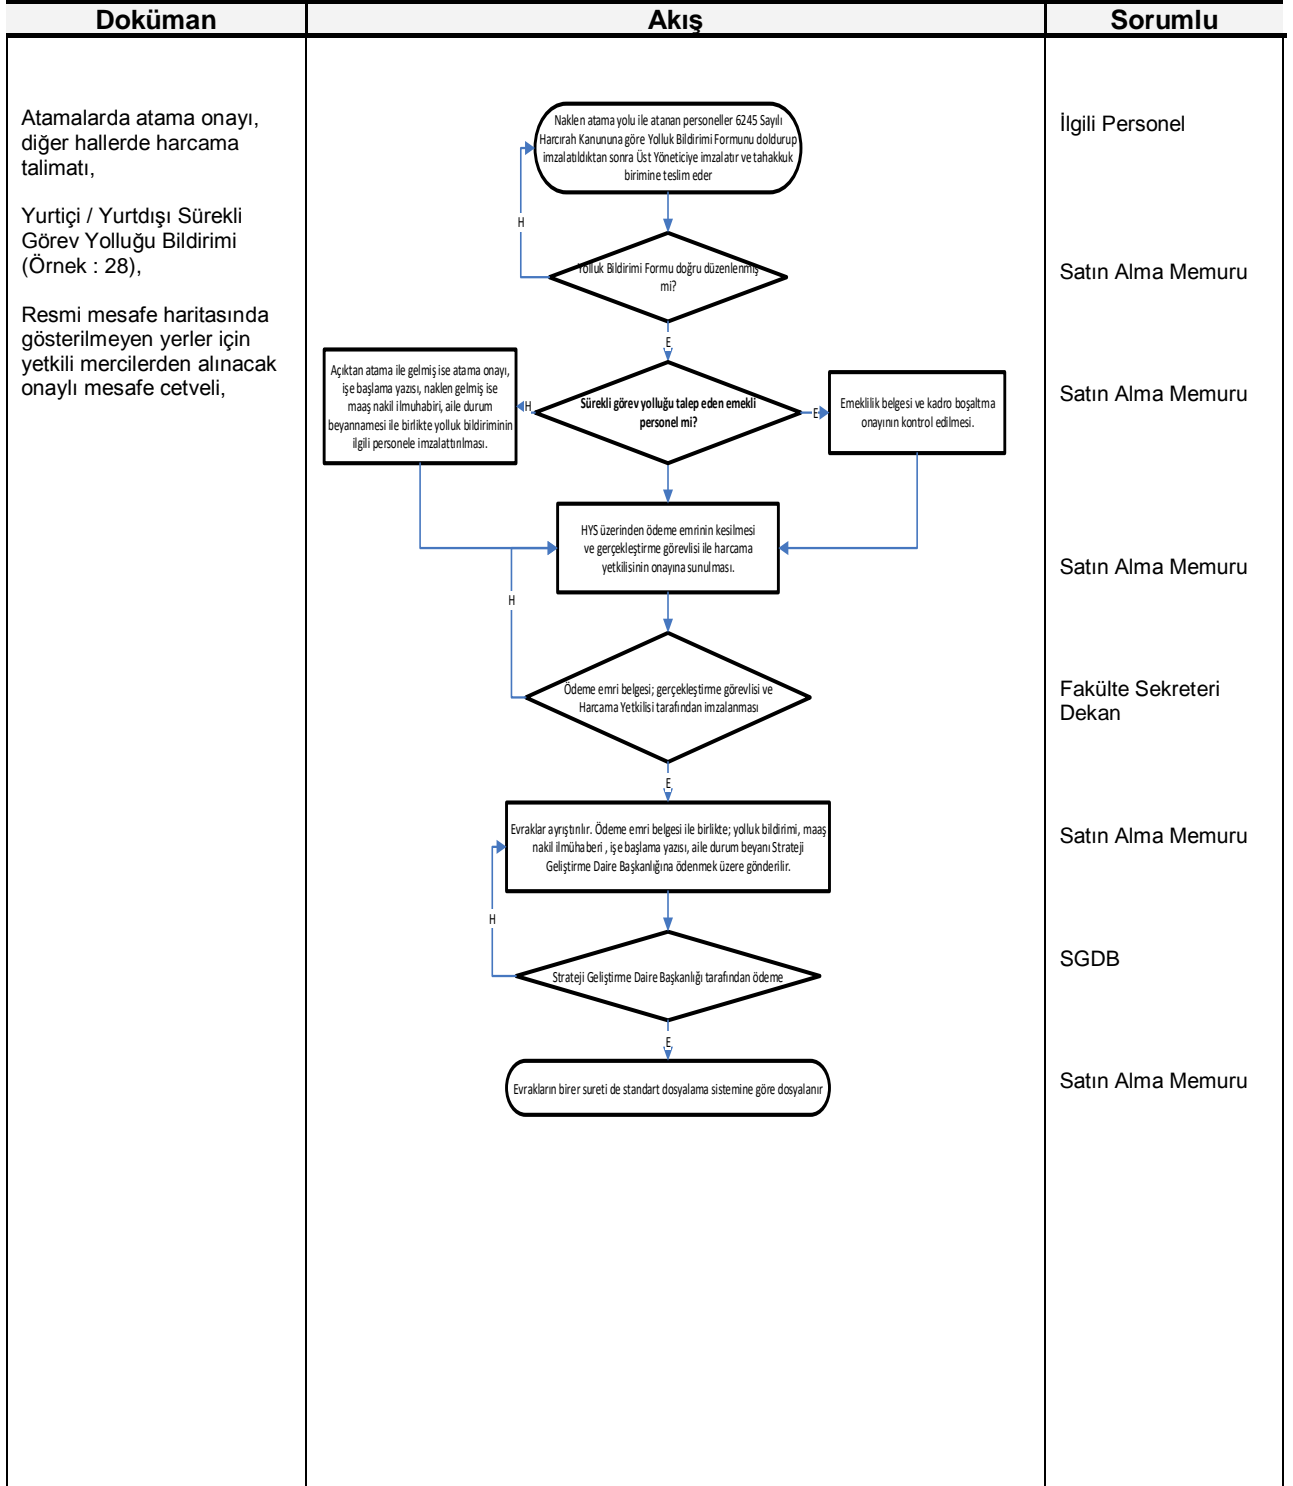 Doküman
Akış
Sorumlu
Atamalarda atama onayı,
diğer hallerde harcama
talimatı,
Yurtiçi / Yurtdışı Sürekli
Görev Yolluğu Bildirimi
(Örnek : 28),
Resmi mesafe haritasında
gösterilmeyen yerler için
yetkili mercilerden alınacak
onaylı mesafe cetveli,
Naklen atama yolu ile atanan personeller 6245 Sayılı
Harcırah Kanununa göre Yolluk Bildirimi Formunu doldurup
imzalatıldıktan sonra Üst Yöneticiye imzalatır ve tahakkuk
birimine teslim eder
H
Yolluk Bildirimi Formu doğru düzenlenmiş
mi?
E
Açıktan atama ile gelmiş ise atama onayı,
işe başlama yazısı, naklen gelmiş ise
maaş nakil ilmuhabiri, aile durum
beyannamesi ile birlikte yolluk bildiriminin
ilgili personele imzalattırılması.
H
Sürekli görev yolluğu talep eden emekli
personel mi?
E
Emeklilik belgesi ve kadro boşaltma
onayının kontrol edilmesi.
HYS üzerinden ödeme emrinin kesilmesi
ve gerçekleştirme görevlisi ile harcama
yetkilisinin onayına sunulması.
H
Ödeme emri belgesi; gerçekleştirme görevlisi ve
Harcama Yetkilisi tarafından imzalanması
E
Evraklar ayrıştırılır. Ödeme emri belgesi ile birlikte; yolluk bildirimi, maaş
nakil ilmühaberi , işe başlama yazısı, aile durum beyanı Strateji
Geliştirme Daire Başkanlığına ödenmek üzere gönderilir.
H
Strateji Geliştirme Daire Başkanlığı tarafından ödeme
E
Evrakların birer sureti de standart dosyalama sistemine göre dosyalanır
İlgili Personel
Satın Alma Memuru
Satın Alma Memuru
Satın Alma Memuru
Fakülte Sekreteri
Dekan
Satın Alma Memuru
SGDB
Satın Alma Memuru